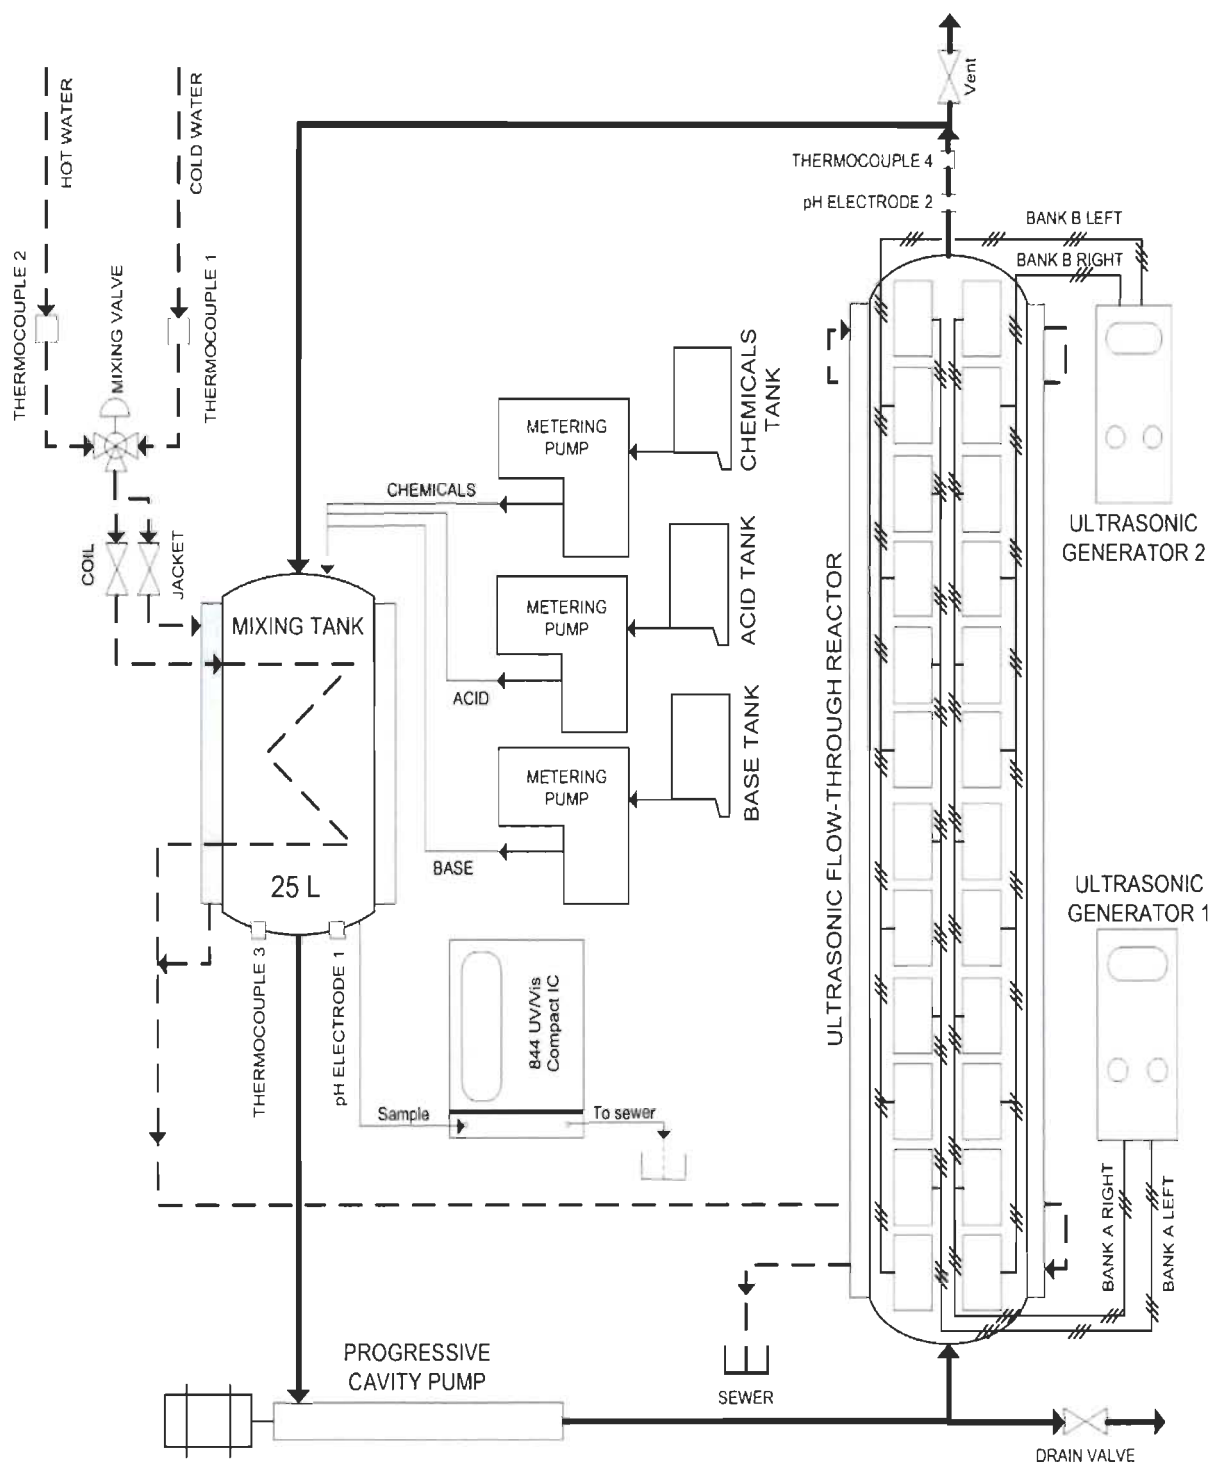 Vent
THERMOCOUPLE 4
pH ELECTRODE 2
BANK B LEFT
BANK B RIGHT
HOT WATER
COLD WATER
THERMOCOUPLE 2
MIXING VALVE
THERMOCOUPLE 1
METERING
PUMP
CHEMICALS
TANK
CHEMICALS
ULTRASONIC
GENERATOR 2
COIL
JACKET
METERING
PUMP
ACID TANK
ACID
MIXING TANK
25 L
METERING
PUMP
BASE TANK
BASE
ULTRASONIC FLOW-THROUGH REACTOR
ULTRASONIC
GENERATOR 1
THERMOCOUPLE 3
pH ELECTRODE 1
844 UV/Vis
Compact IC
Sample
To sewer
BANK A RIGHT
BANK A LEFT
PROGRESSIVE
CAVITY PUMP
SEWER
DRAIN VALVE